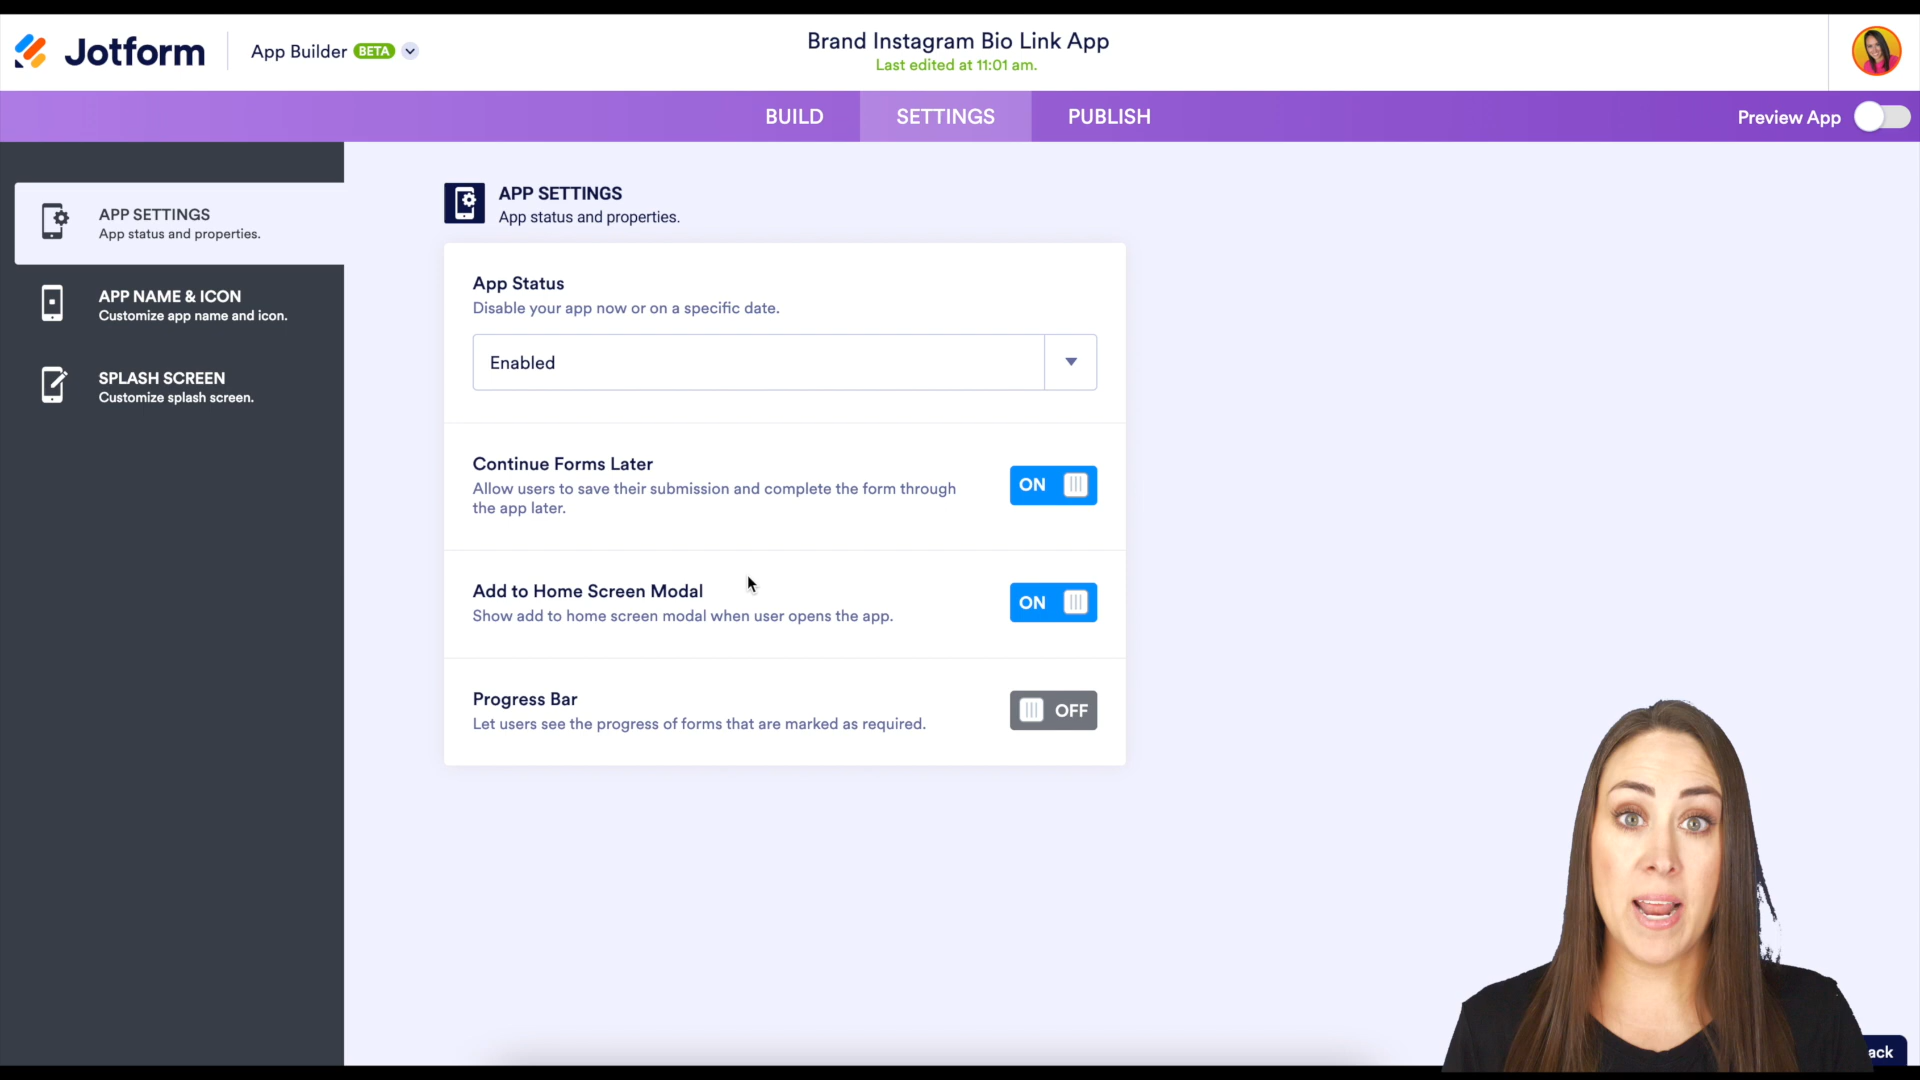 Jotform
App Builder BETA
Brand Instagram Bio Link App
Last edited at 11:01 am.
BUILD
SETTINGS
PUBLISH
Preview App
APP SETTINGS
App status and properties.
APP NAME & ICON
Customize app name and icon.
SPLASH SCREEN
Customize splash screen.
APP SETTINGS
App status and properties.
App Status
Disable your app now or on a specific date.
Enabled
Continue Forms Later
Allow users to save their submission and complete the form through
the app later.
ON
Add to Home Screen Modal
Show add to home screen modal when user opens the app.
ON
Progress Bar
Let users see the progress of forms that are marked as required.
OFF